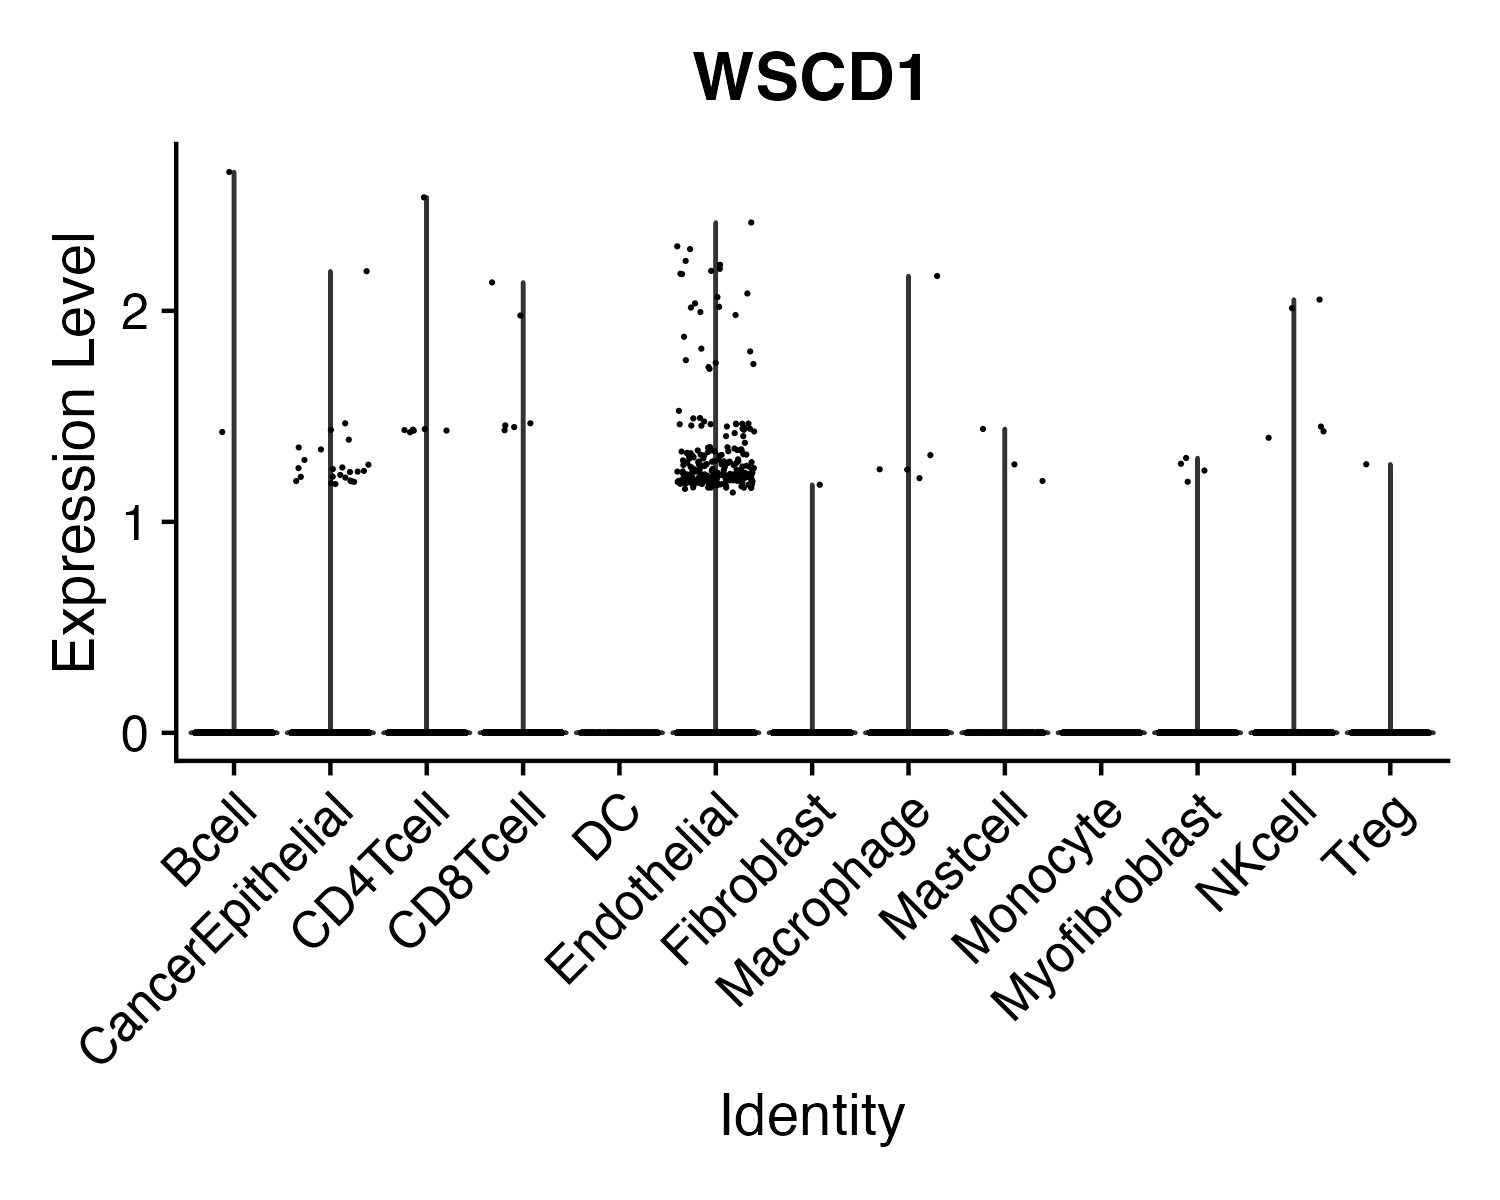 WSCD1
Expression Level
2
1
0
Bcell
CancerEpithelial
CD4Tcell
CD8Tcell
DC
Endothelial
Fibroblast
Macrophage
Mastcell
Monocyte
Myofibroblast
NKcell
Treg
Identity